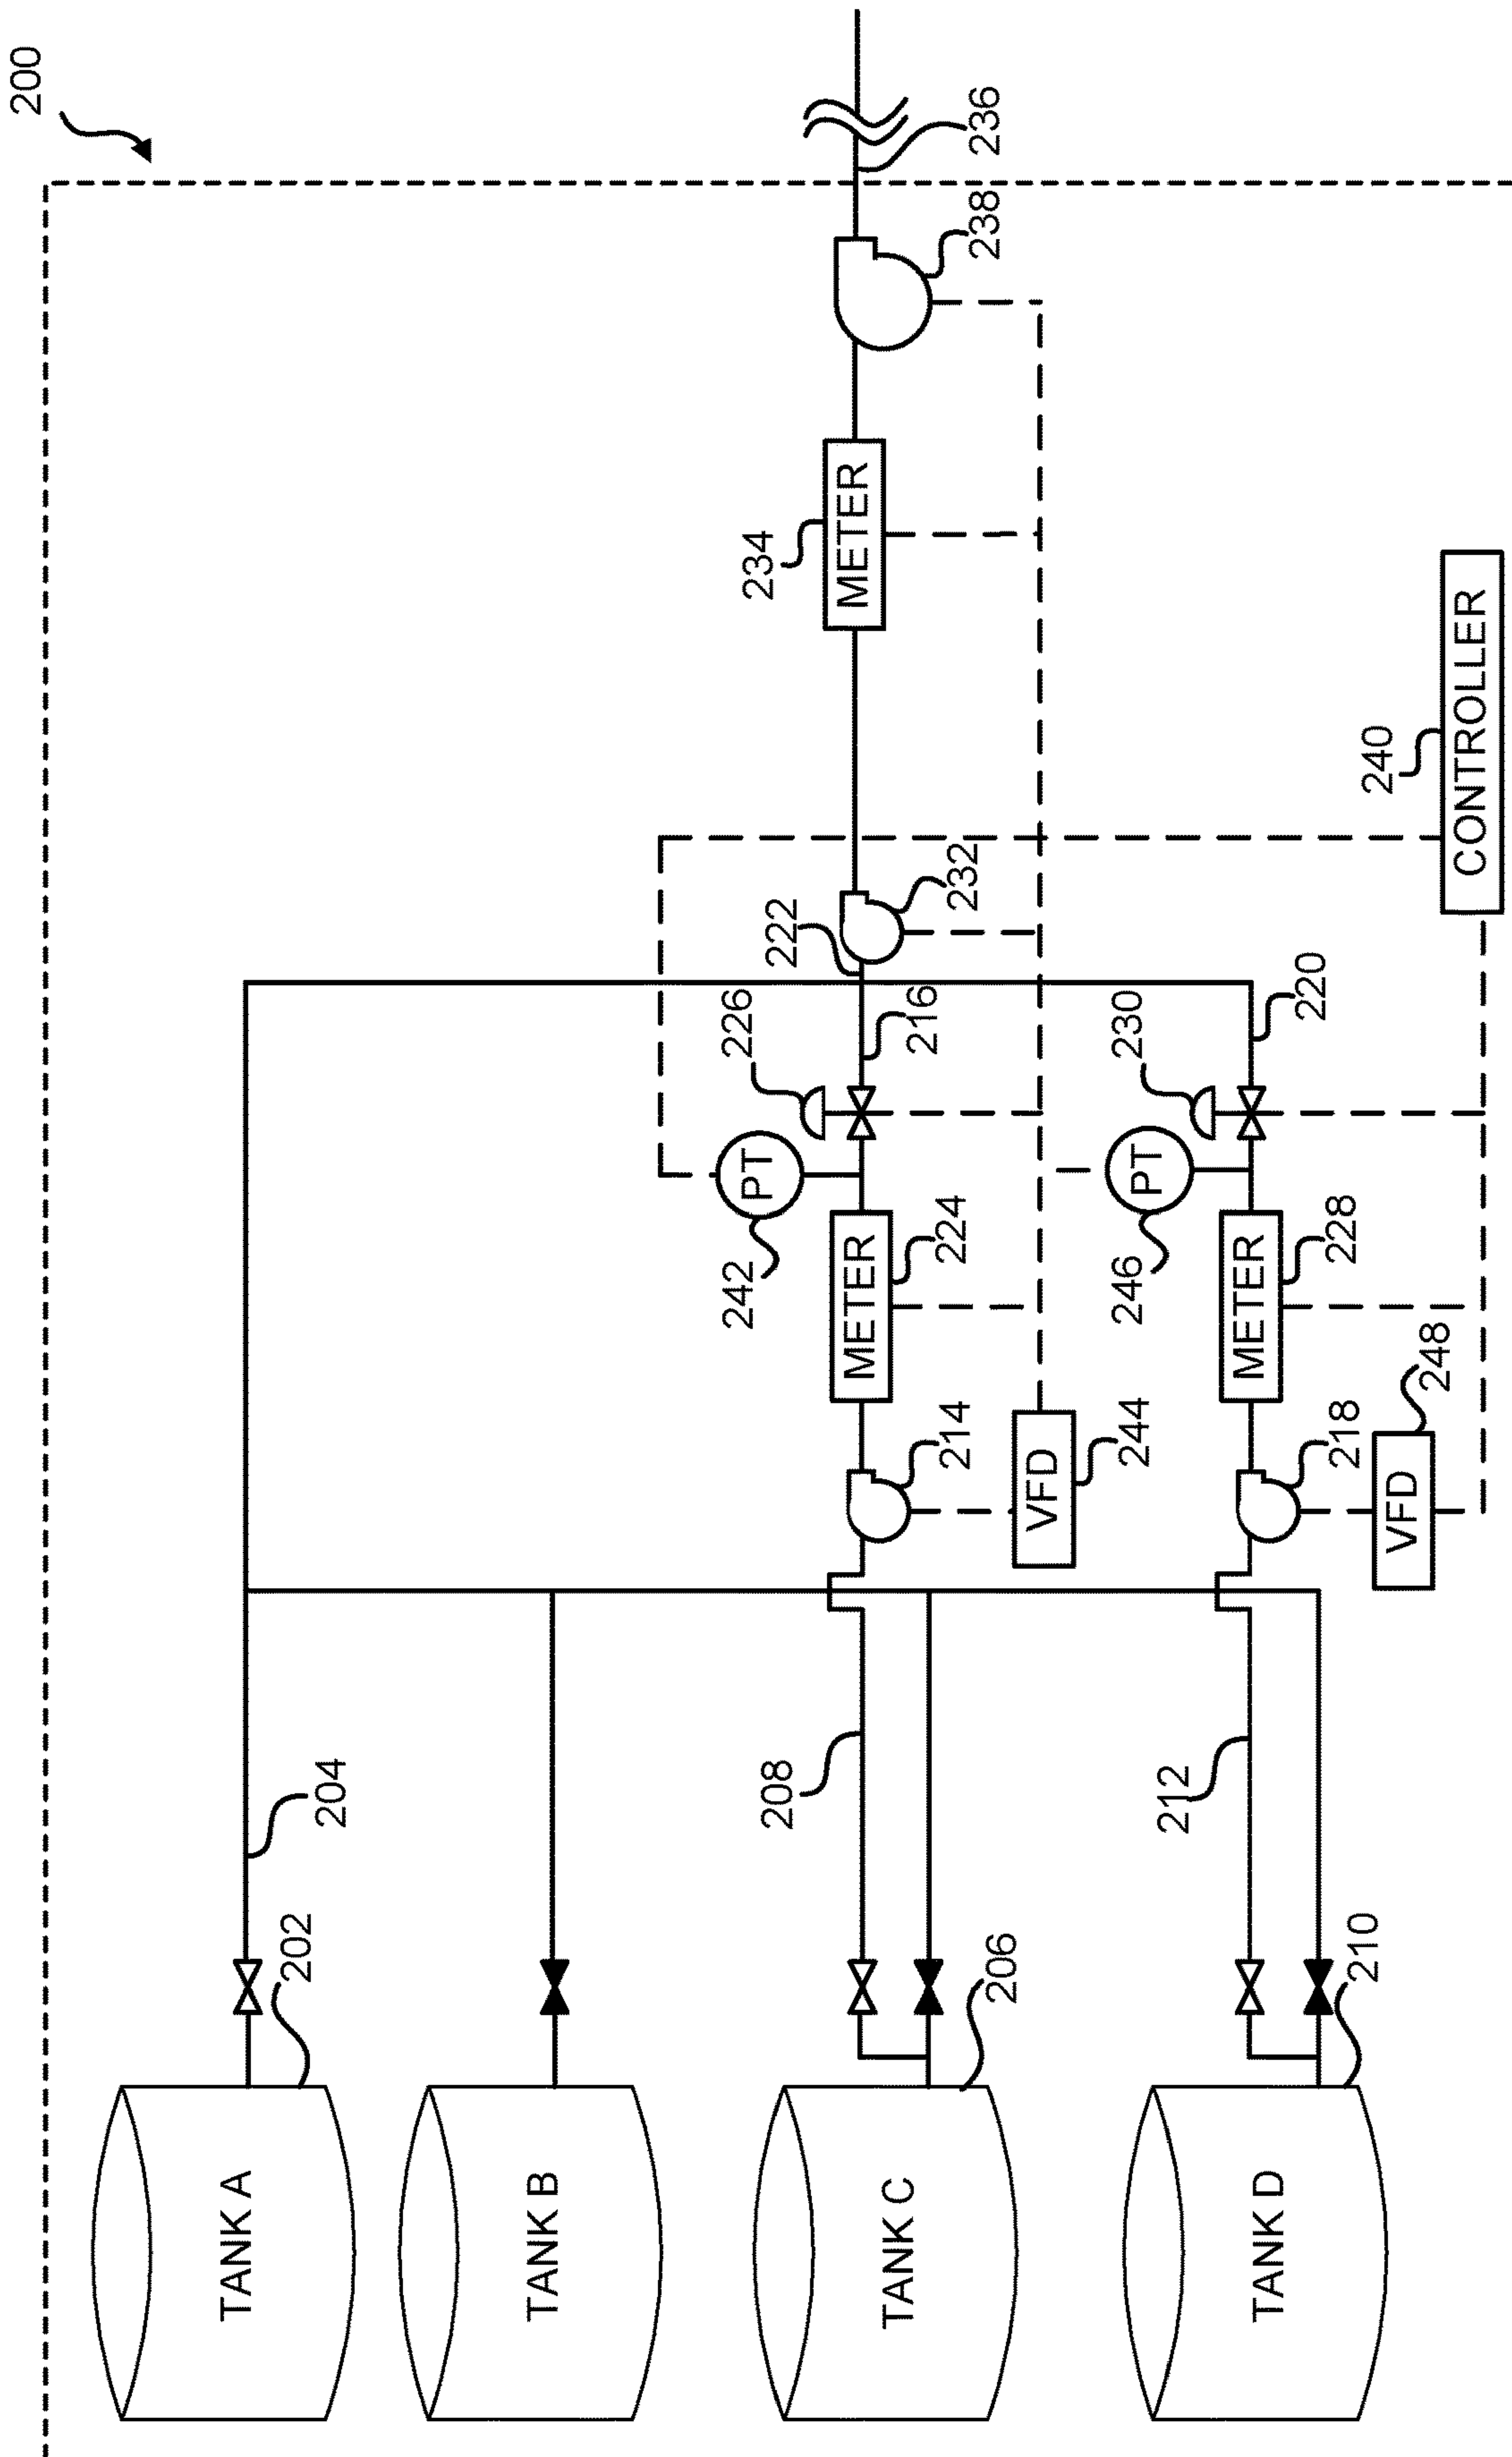 200
TANK A
202
204
TANK B
TANK C
206
208
214
VFD
244
METER
224
242
PT
226
216
222
232
234
METER
238
236
TANK D
210
212
218
VFD
248
METER
228
246
PT
230
220
240
CONTROLLER